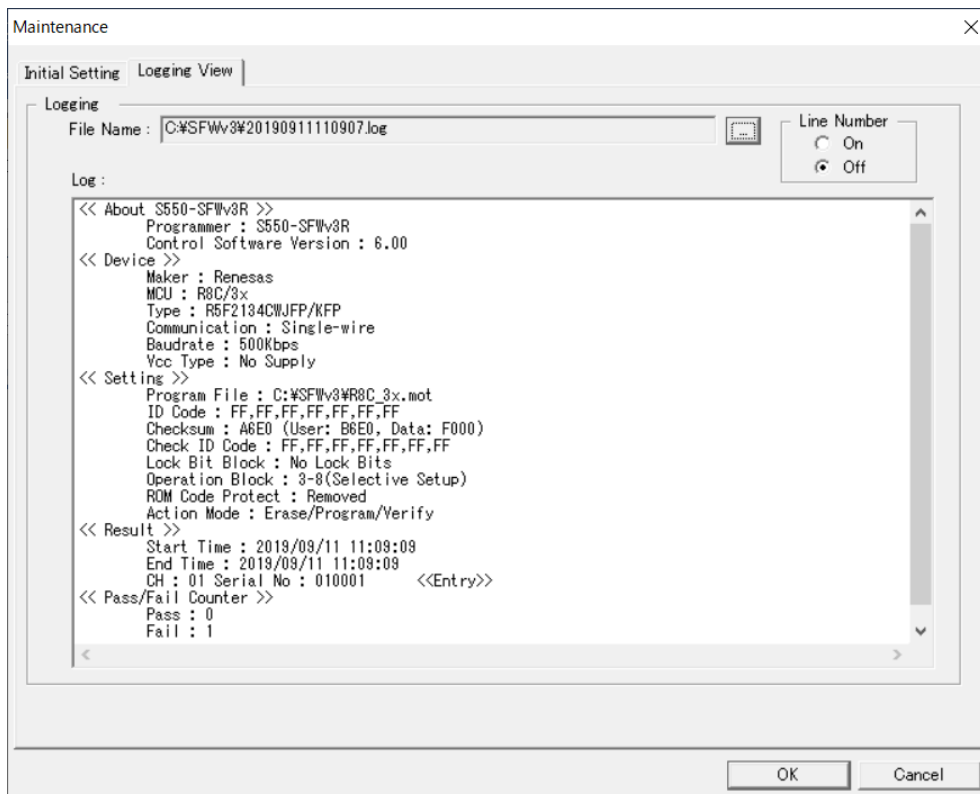 Maintenance
Initial Setting
Logging View
Logging
File Name :
C:¥SFWv3¥20190911110907.log
...
Line Number
On
Off
Log :
<< About S550-SFWv3R >>
Programmer : S550-SFWv3R
Control Software Version : 6.00
<< Device >>
Maker : Renesas
MCU : R8C/3x
Type : R5F2134CWJFP/KFP
Communication : Single-wire
Baudrate : 500Kbps
Vcc Type : No Supply
<< Setting >>
Program File : C:¥SFWv3¥R8C_3x.mot
ID Code : FF,FF,FF,FF,FF,FF,FF
Checksum : A6E0 (User: B6E0, Data: F000)
Check ID Code : FF,FF,FF,FF,FF,FF,FF
Lock Bit Block : No Lock Bits
Operation Block : 3-8(Selective Setup)
ROM Code Protect : Removed
Action Mode : Erase/Program/Verify
<< Result >>
Start Time : 2019/09/11 11:09:09
End Time : 2019/09/11 11:09:09
CH : 01 Serial No : 010001 <<Entry>>
<< Pass/Fail Counter >>
Pass : 0
Fail : 1
OK
Cancel